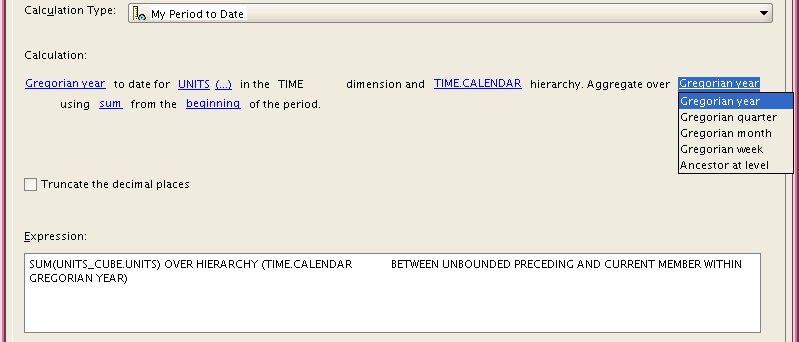 Calculation Type: My Period to Date
Calculation:
Gregorian year to date for UNITS (...) in the TIME dimension and TIME.CALENDAR hierarchy. Aggregate over Gregorian year
using sum from the beginning of the period.
Gregorian year
Gregorian quarter
Gregorian month
Gregorian week
Ancestor at level
Truncate the decimal places
Expression:
SUM(UNITS_CUBE.UNITS) OVER HIERARCHY (TIME.CALENDAR BETWEEN UNBOUNDED PRECEDING AND CURRENT MEMBER WITHIN
GREGORIAN YEAR)